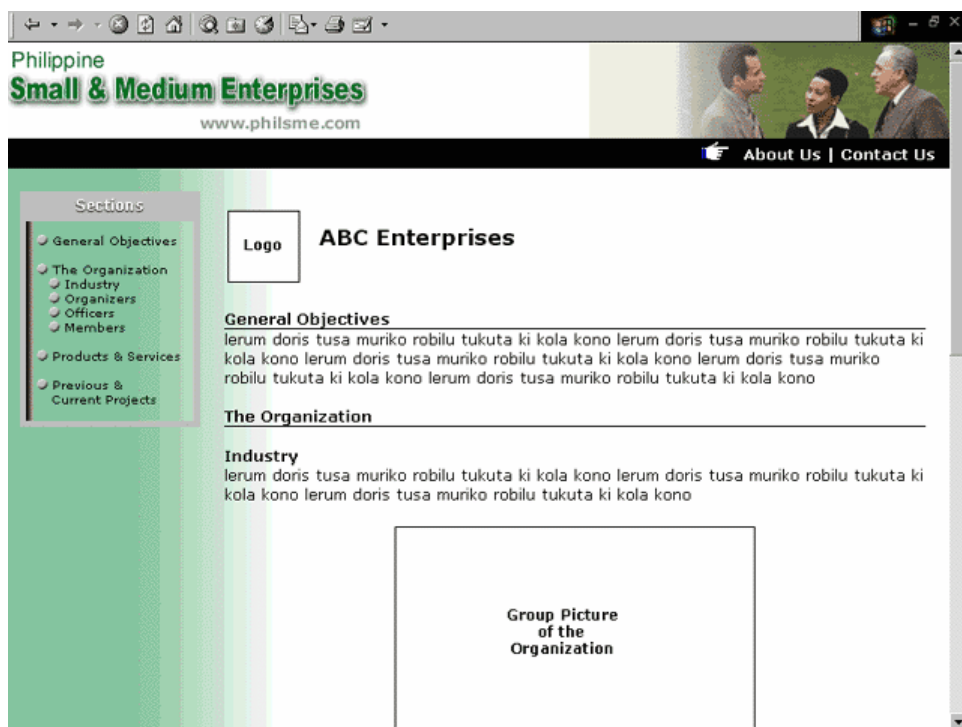 Philippine
Small & Medium Enterprises
www.philsme.com
About Us | Contact Us
Sections
General Objectives
The Organization
Industry
Organizers
Officers
Members
Products & Services
Previous &
Current Projects
Logo
ABC Enterprises
General Objectives
lerum doris tusa muriko robilu tukuta ki kola kono lerum doris tusa muriko robilu tukuta ki
kola kono lerum doris tusa muriko robilu tukuta ki kola kono lerum doris tusa muriko
robilu tukuta ki kola kono lerum doris tusa muriko robilu tukuta ki kola kono
The Organization
Industry
lerum doris tusa muriko robilu tukuta ki kola kono lerum doris tusa muriko robilu tukuta ki
kola kono lerum doris tusa muriko robilu tukuta ki kola kono
Group Picture
of the
Organization